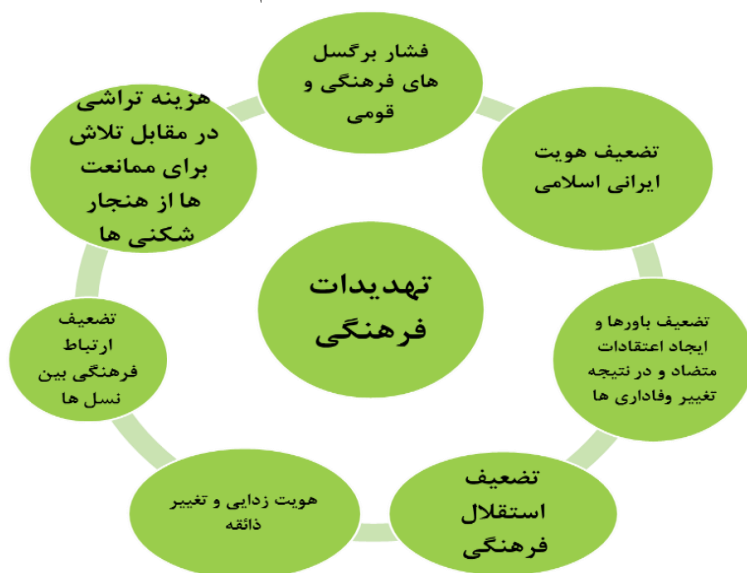 فشار برگسل
های فرهنگی و
قومی
تضعیف هویت
ایرانی اسلامی
تضعیف باورها و
ایجاد اعتقادات
متضاد و در نتیجه
تغییر وفاداری ها
تضعیف
استقلال
فرهنگی
هویت زدایی و تغییر
ذائقه
تضعیف
ارتباط
فرهنگی بین
نسل ها
هزینه تراشی
در مقابل تلاش
برای ممانعت
ها از هنجار
شکنی ها
تهدیدات
فرهنگی